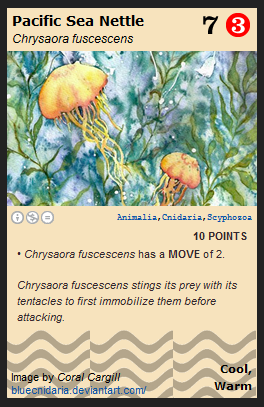 Pacific Sea Nettle 7 3
Chrysaora fuscescens
Animalia,Cnidaria,Scyphozoa
10 POINTS
• Chrysaora fuscescens has a MOVE of 2.
Chrysaora fuscescens stings its prey with its
tentacles to first immobilize them before
attacking.
Cool,
Warm
Image by Coral Cargill
bluecnidaria.deviantart.com/